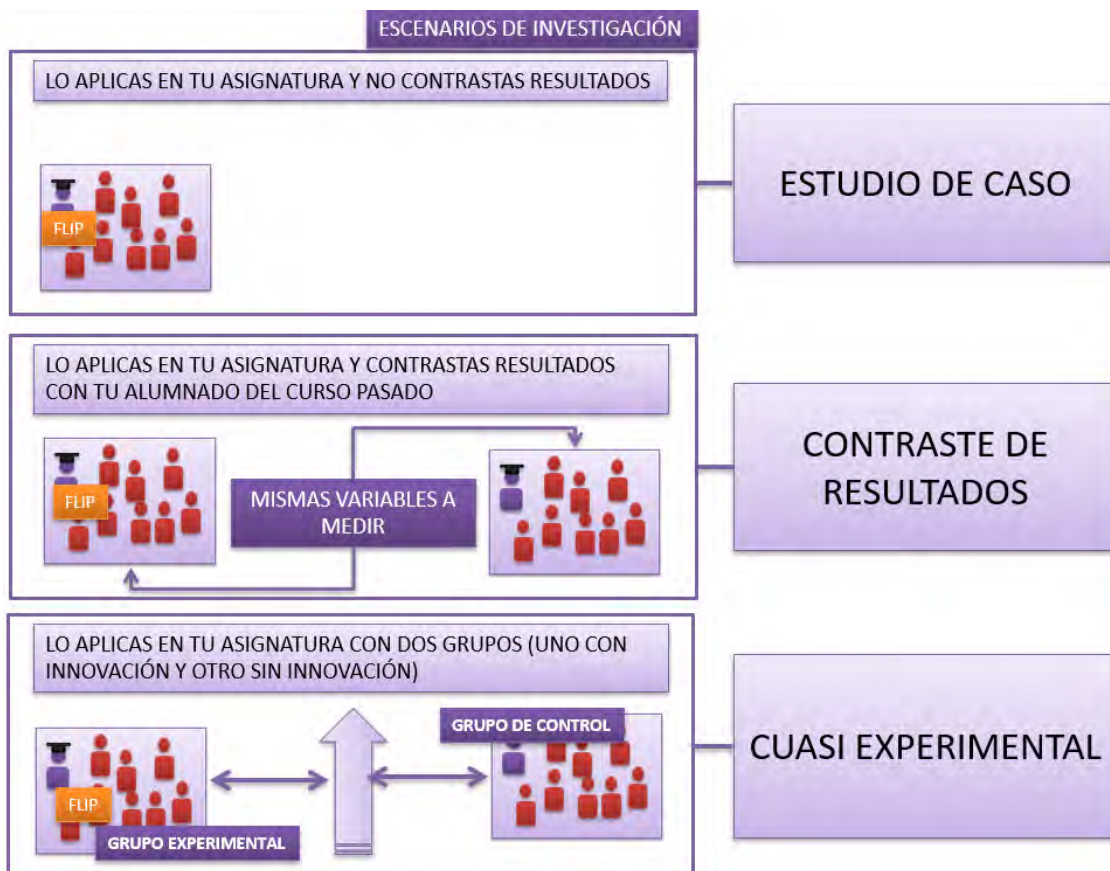 ESCENARIOS DE INVESTIGACIÓN
LO APLICAS EN TU ASIGNATURA Y NO CONTRASTAS RESULTADOS
FLIP
ESTUDIO DE CASO
LO APLICAS EN TU ASIGNATURA Y CONTRASTAS RESULTADOS
CON TU ALUMNADO DEL CURSO PASADO
FLIP
MISMAS VARIABLES A
MEDIR
CONTRASTE DE
RESULTADOS
LO APLICAS EN TU ASIGNATURA CON DOS GRUPOS (UNO CON
INNOVACIÓN Y OTRO SIN INNOVACIÓN)
GRUPO DE CONTROL
FLIP
GRUPO EXPERIMENTAL
CUASI EXPERIMENTAL